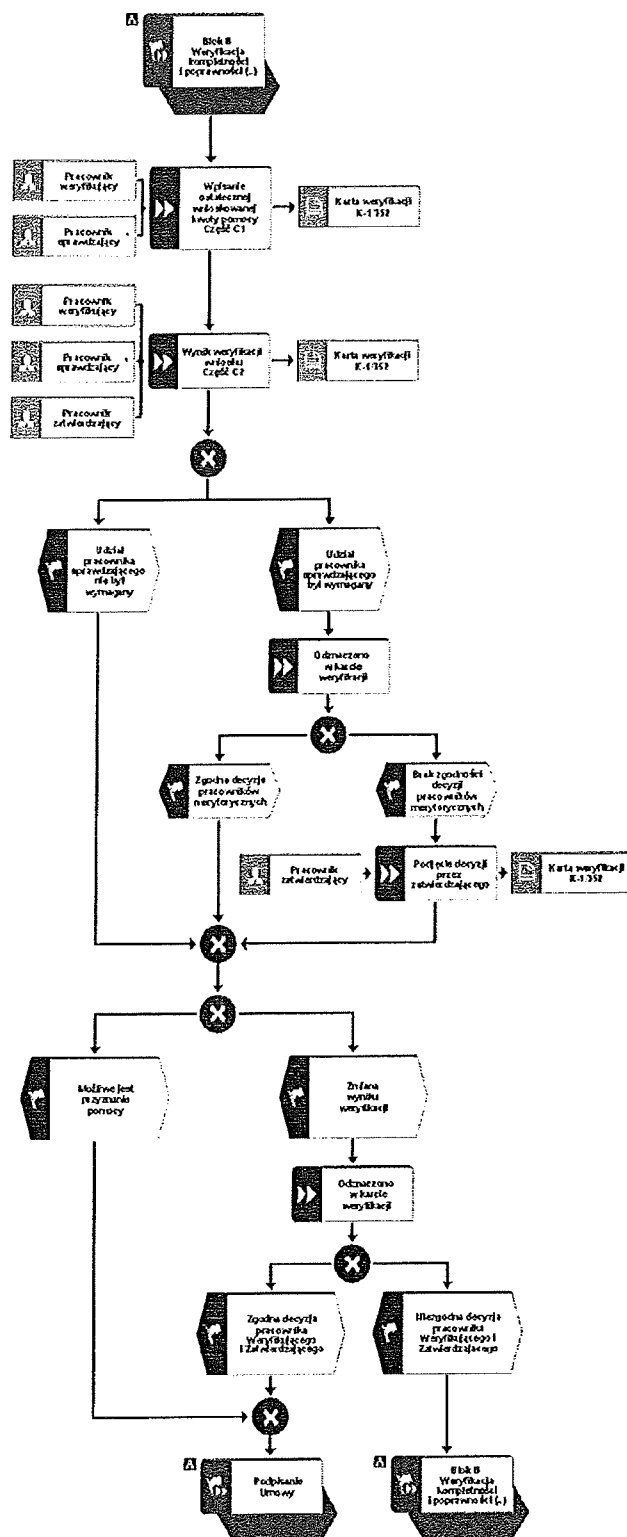 Blok B
Weryfikacja
kompletności
i poprawności (..)
Pracownik
weryfikujący
Wpisanie
ostatecznej
wnioskowanej
kwoty pomocy
Część C1
Karta weryfikacji
K-1/352
Pracownik
sprawdzający
Pracownik
weryfikujący
Pracownik
sprawdzający
Wynik weryfikacji
wniosku
Część C2
Karta weryfikacji
K-1/352
Pracownik
zatwierdzający
Udział
pracownika
sprawdzającego
nie był
wymagany
Udział
pracownika
sprawdzającego
był wymagany
Odznaczono
w karcie
weryfikacji
Zgodna decyzja
pracowników
merytorycznych
Brak zgodności
decyzji
pracowników
merytorycznych
Pracownik
zatwierdzający
Podjęcie decyzji
przez
zatwierdzającego
Karta weryfikacji
K-1/352
Możliwe jest
przyznanie
pomocy
Zmiana
wyniku
weryfikacji
Odznaczono
w karcie
weryfikacji
Zgodna decyzja
pracownika
Weryfikującego
i Zatwierdzającego
Niezgodna decyzja
pracownika
Weryfikującego i
Zatwierdzającego
Podpisanie
Umowy
Blok B
Weryfikacja
kompletności
i poprawności (..)